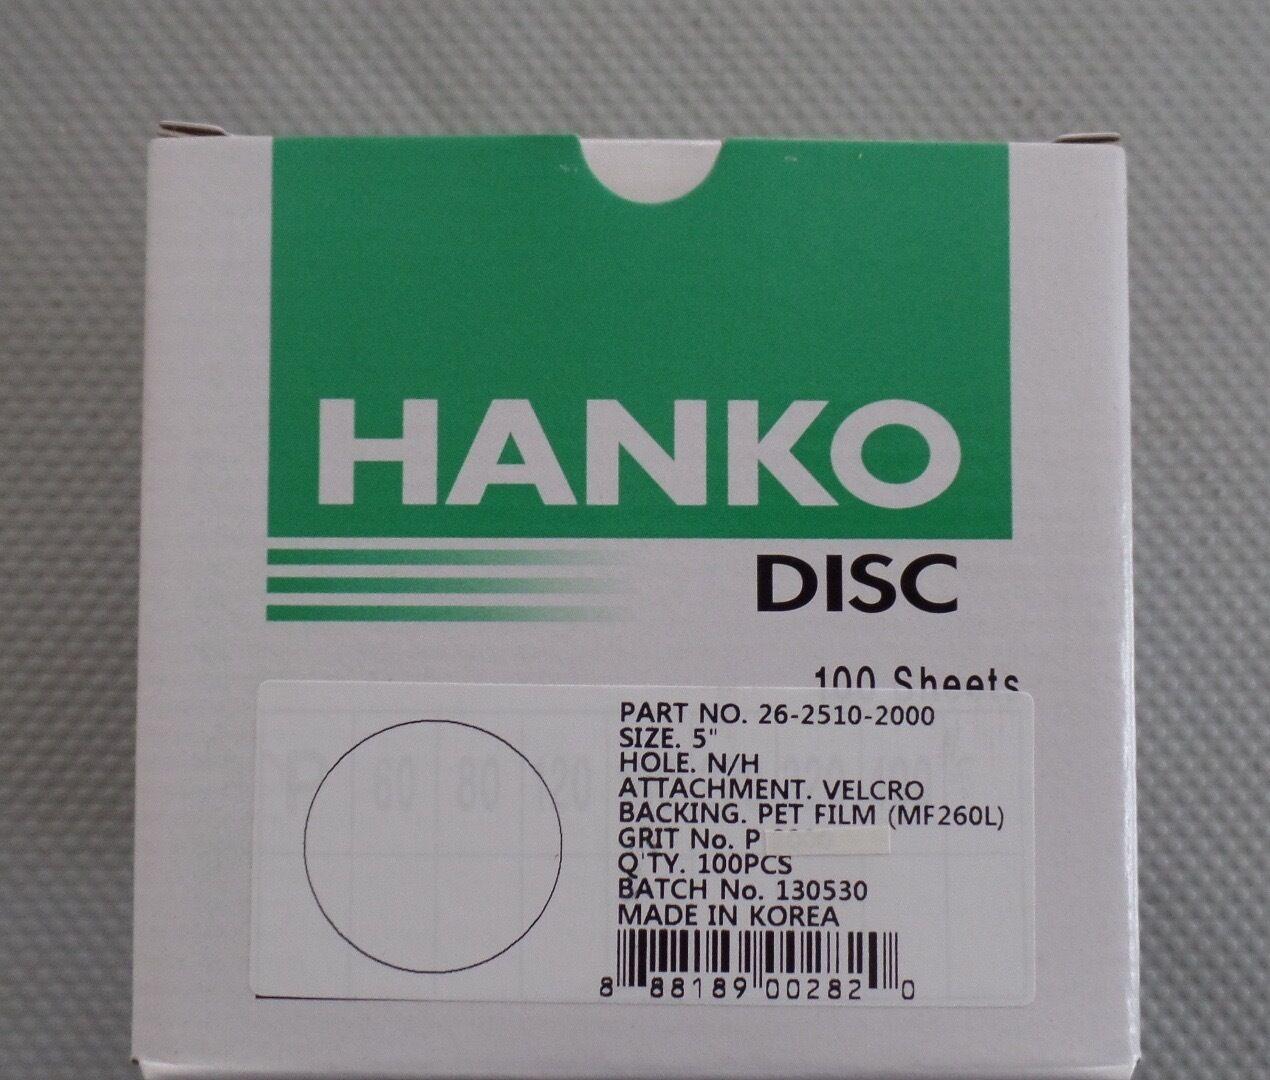 HANKO
DISC
100 Sheets
PART NO. 26-2510-2000
SIZE. 5"
HOLE. N/H
ATTACHMENT. VELCRO
BACKING. PET FILM (MF260L)
GRIT No. P
Q'TY. 100PCS
BATCH No. 130530
MADE IN KOREA
8 88189 00282 0